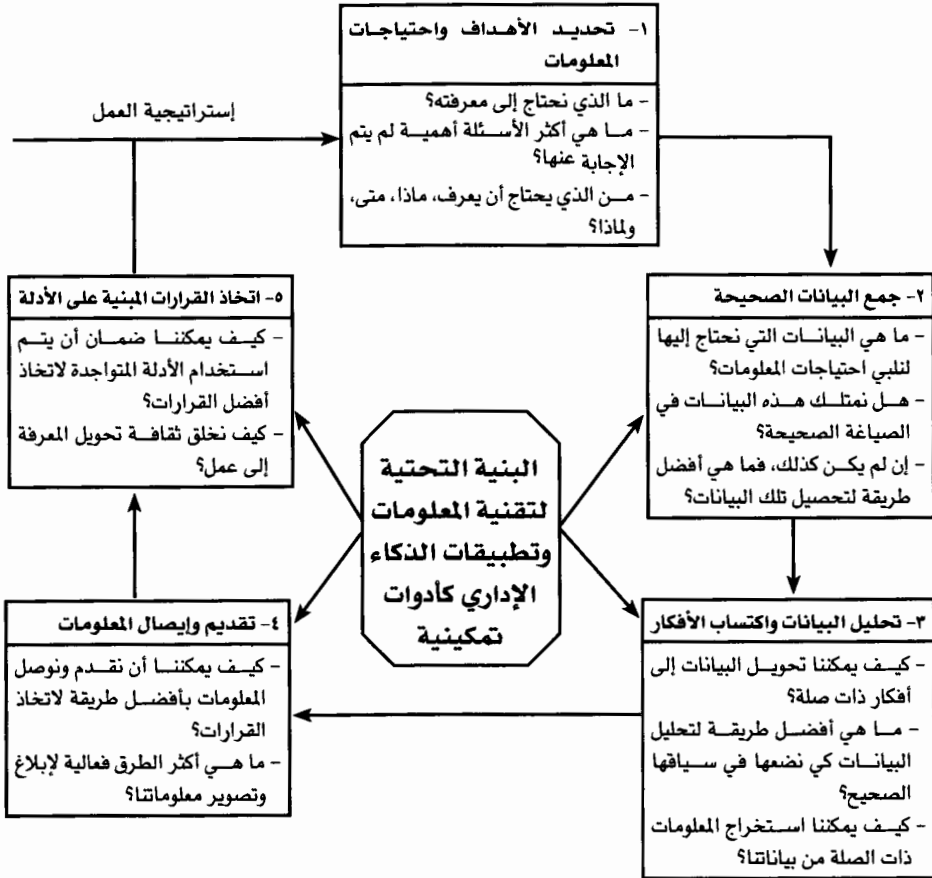 ١- تحديد الأهداف واحتياجات
المعلومات
- ما الذي نحتاج إلى معرفته؟
- ما هي أكثر الأسئلة أهمية لم يتم
الإجابة عنها؟
- من الذي يحتاج أن يعرف، ماذا، متى،
ولماذا؟
إستراتيجية العمل
٢- جمع البيانات الصحيحة
- ما هي البيانات التي نحتاج إليها
لنلبي احتياجات المعلومات؟
- هل نمتلك هذه البيانات في
الصياغة الصحيحة؟
- إن لم يكن كذلك، فما هي أفضل
طريقة لتحصيل تلك البيانات؟
٣- تحليل البيانات واكتساب الأفكار
- كيف يمكننا تحويل البيانات إلى
أفكار ذات صلة؟
- ما هي أفضل طريقة لتحليل
البيانات كي نضعها في سياقها
الصحيح؟
- كيف يمكننا استخراج المعلومات
ذات الصلة من بياناتنا؟
٤- تقديم وإيصال المعلومات
- كيف يمكننا أن نقدم ونوصل
المعلومات بأفضل طريقة لاتخاذ
القرارات؟
- ما هي أكثر الطرق فعالية لإبلاغ
وتصوير معلوماتنا؟
٥- اتخاذ القرارات المبنية على الأدلة
- كيف يمكننا ضمان أن يتم
استخدام الأدلة المتواجدة لاتخاذ
أفضل القرارات؟
- كيف نخلق ثقافة تحويل المعرفة
إلى عمل؟
البنية التحتية
لتقنية المعلومات
وتطبيقات الذكاء
الإداري كأدوات
تمكينية